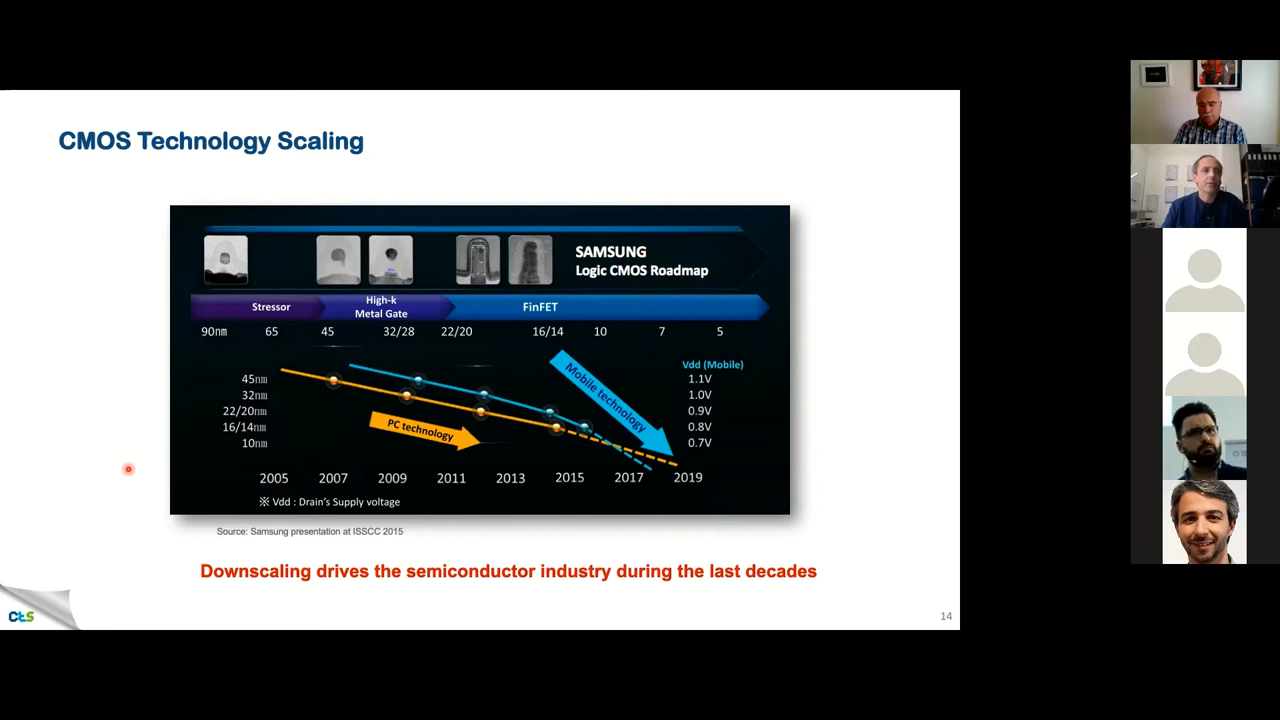 CMOS Technology Scaling
SAMSUNG
Logic CMOS Roadmap
Stressor
High-k
Metal Gate
FinFET
90nm 65 45 32/28 22/20 16/14 10 7 5
Vdd (Mobile)
45nm 1.1V
32nm 1.0V
22/20nm 0.9V
16/14nm 0.8V
10nm 0.7V
Mobile technology
PC technology
2005 2007 2009 2011 2013 2015 2017 2019
※ Vdd : Drain's Supply voltage
Source: Samsung presentation at ISSCC 2015
Downscaling drives the semiconductor industry during the last decades
cts
14